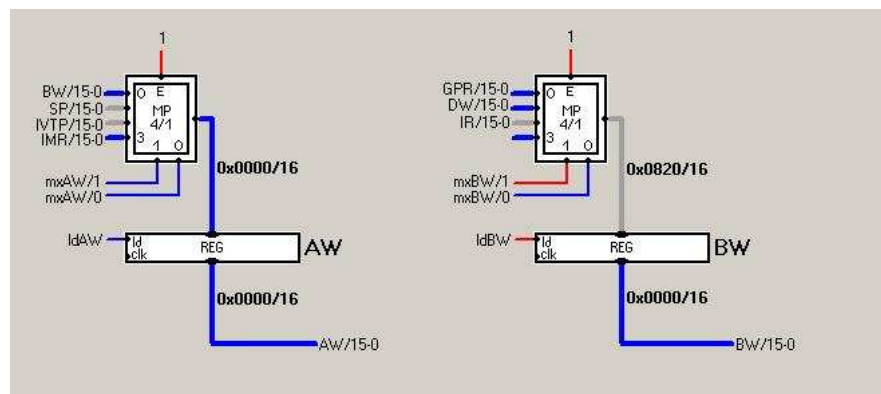 1
BW/15-0
SP/15-0
IVTP/15-0
IMR/15-0
0 E
MP
4/1
3
1 0
mxAW/1
mxAW/0
0x0000/16
ldAW
ld
clk
REG
AW
0x0000/16
AW/15-0
1
GPR/15-0
DW/15-0
IR/15-0
0 E
MP
4/1
3
1 0
mxBW/1
mxBW/0
0x0820/16
ldBW
ld
clk
REG
BW
0x0000/16
BW/15-0